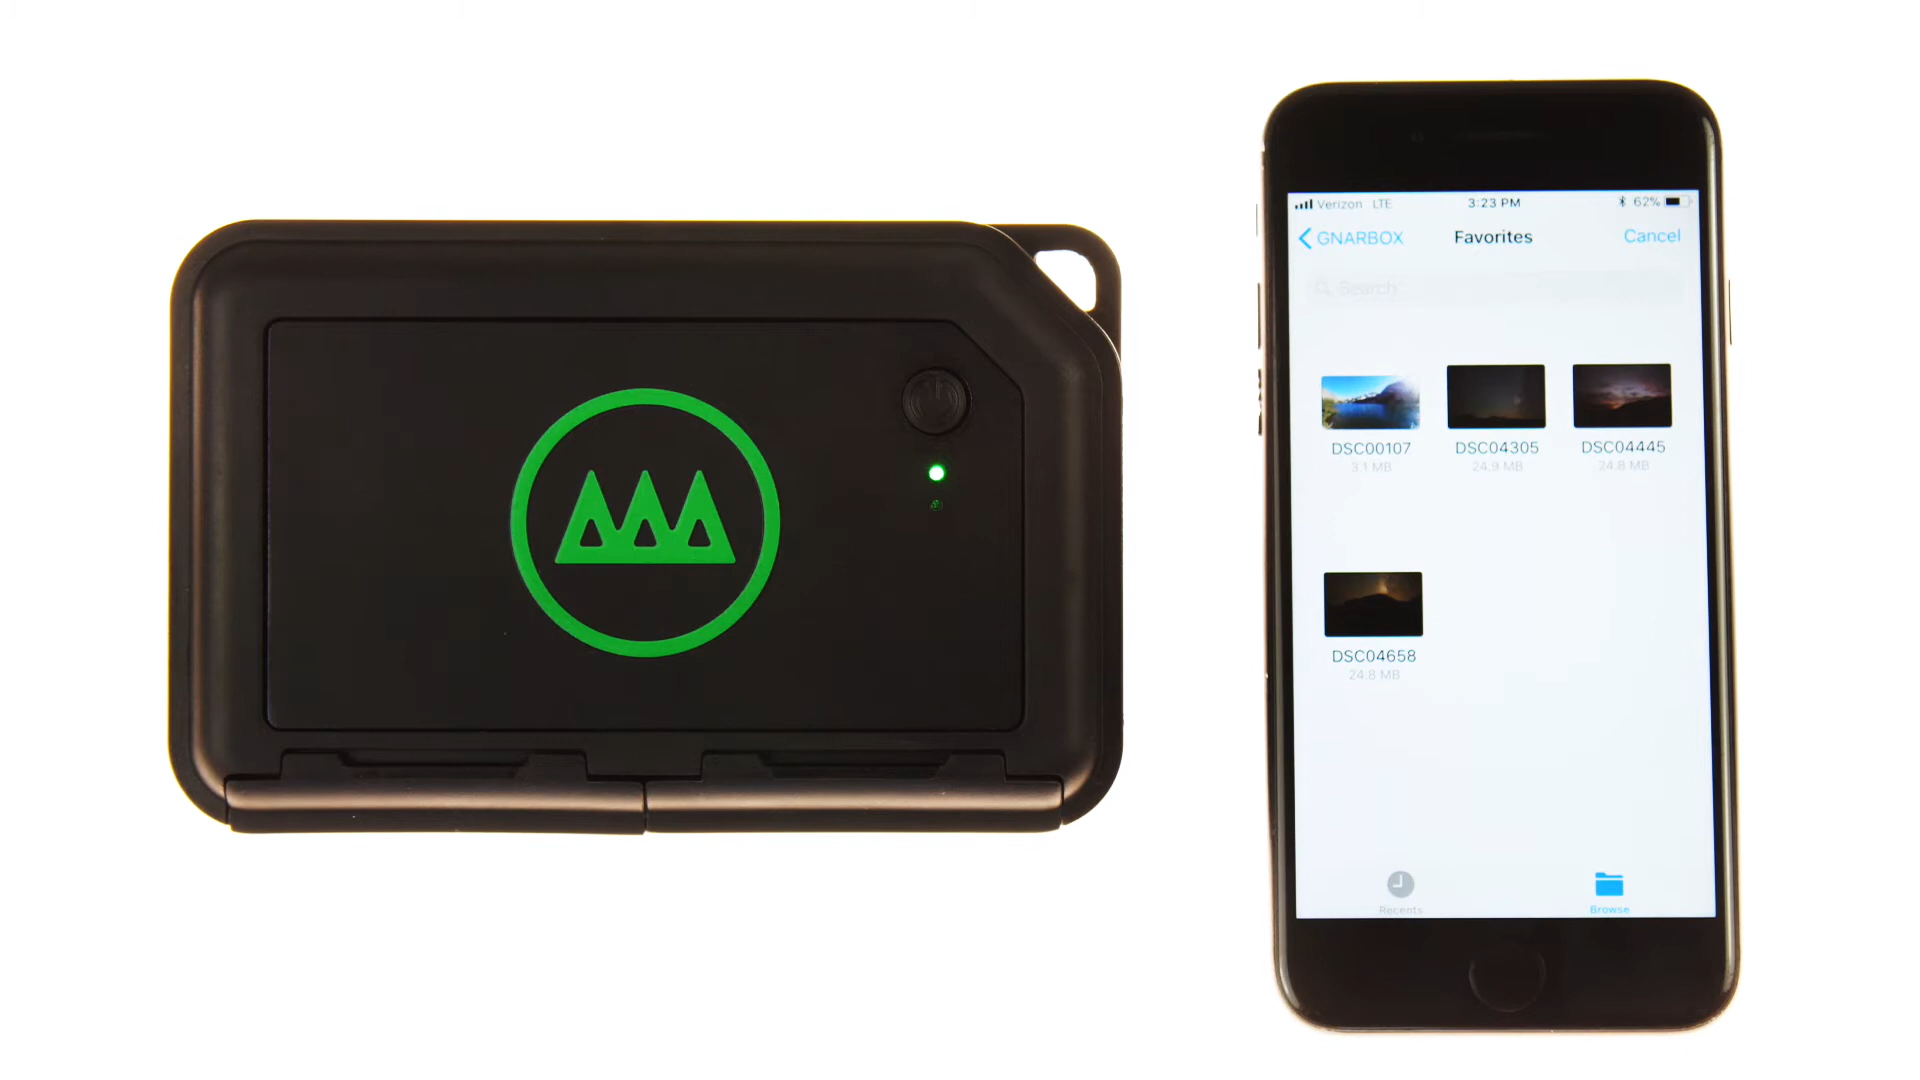 Verizon LTE 3:23 PM 62%
GNARBOX Favorites Cancel
Search
DSC00107 DSC04305 DSC04445
3.1 MB 24.9 MB 24.8 MB
DSC04658
24.8 MB
Recents Browse